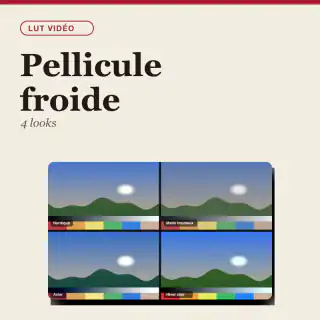 LUT VIDÉO
Pellicule
froide
4 looks
Nordique
Matin brumeux
Acier
Hiver clair